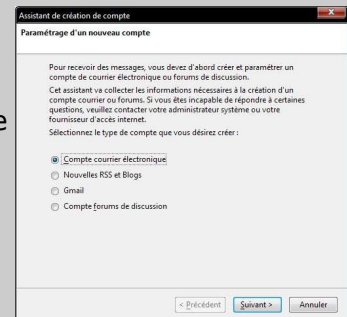 Assistant de création de compte
Paramétrage d'un nouveau compte
Pour recevoir des messages, vous devez d'abord créer et paramétrer un
compte de courrier électronique ou forums de discussion.
Cet assistant va collecter les informations nécessaires à la création d'un
compte courrier ou forums. Si vous êtes incapable de répondre à certaines
questions, veuillez contacter votre administrateur système ou votre
fournisseur d'accès internet.
Sélectionnez le type de compte que vous désirez créer :
e
Compte courrier électronique
Nouvelles RSS et Blogs
Gmail
Compte forums de discussion
< Précédent Suivant > Annuler